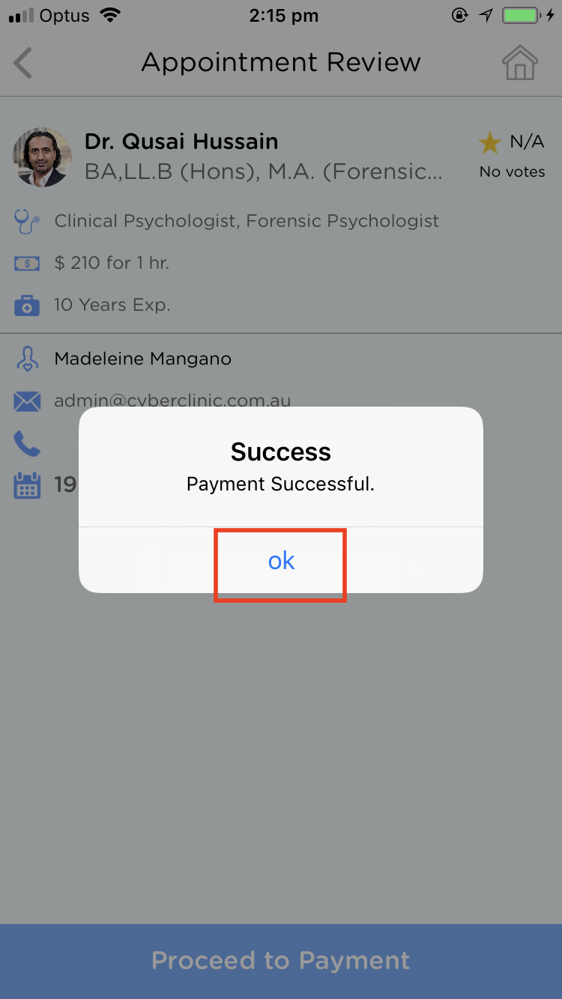 Optus 2:15 pm
Appointment Review
Dr. Qusai Hussain
N/A
BA,LL.B (Hons), M.A. (Forensic...
No votes
Clinical Psychologist, Forensic Psychologist
$ 210 for 1 hr.
10 Years Exp.
Madeleine Mangano
admin@cyberclinic.com.au
Success
Payment Successful.
19
ok
Proceed to Payment